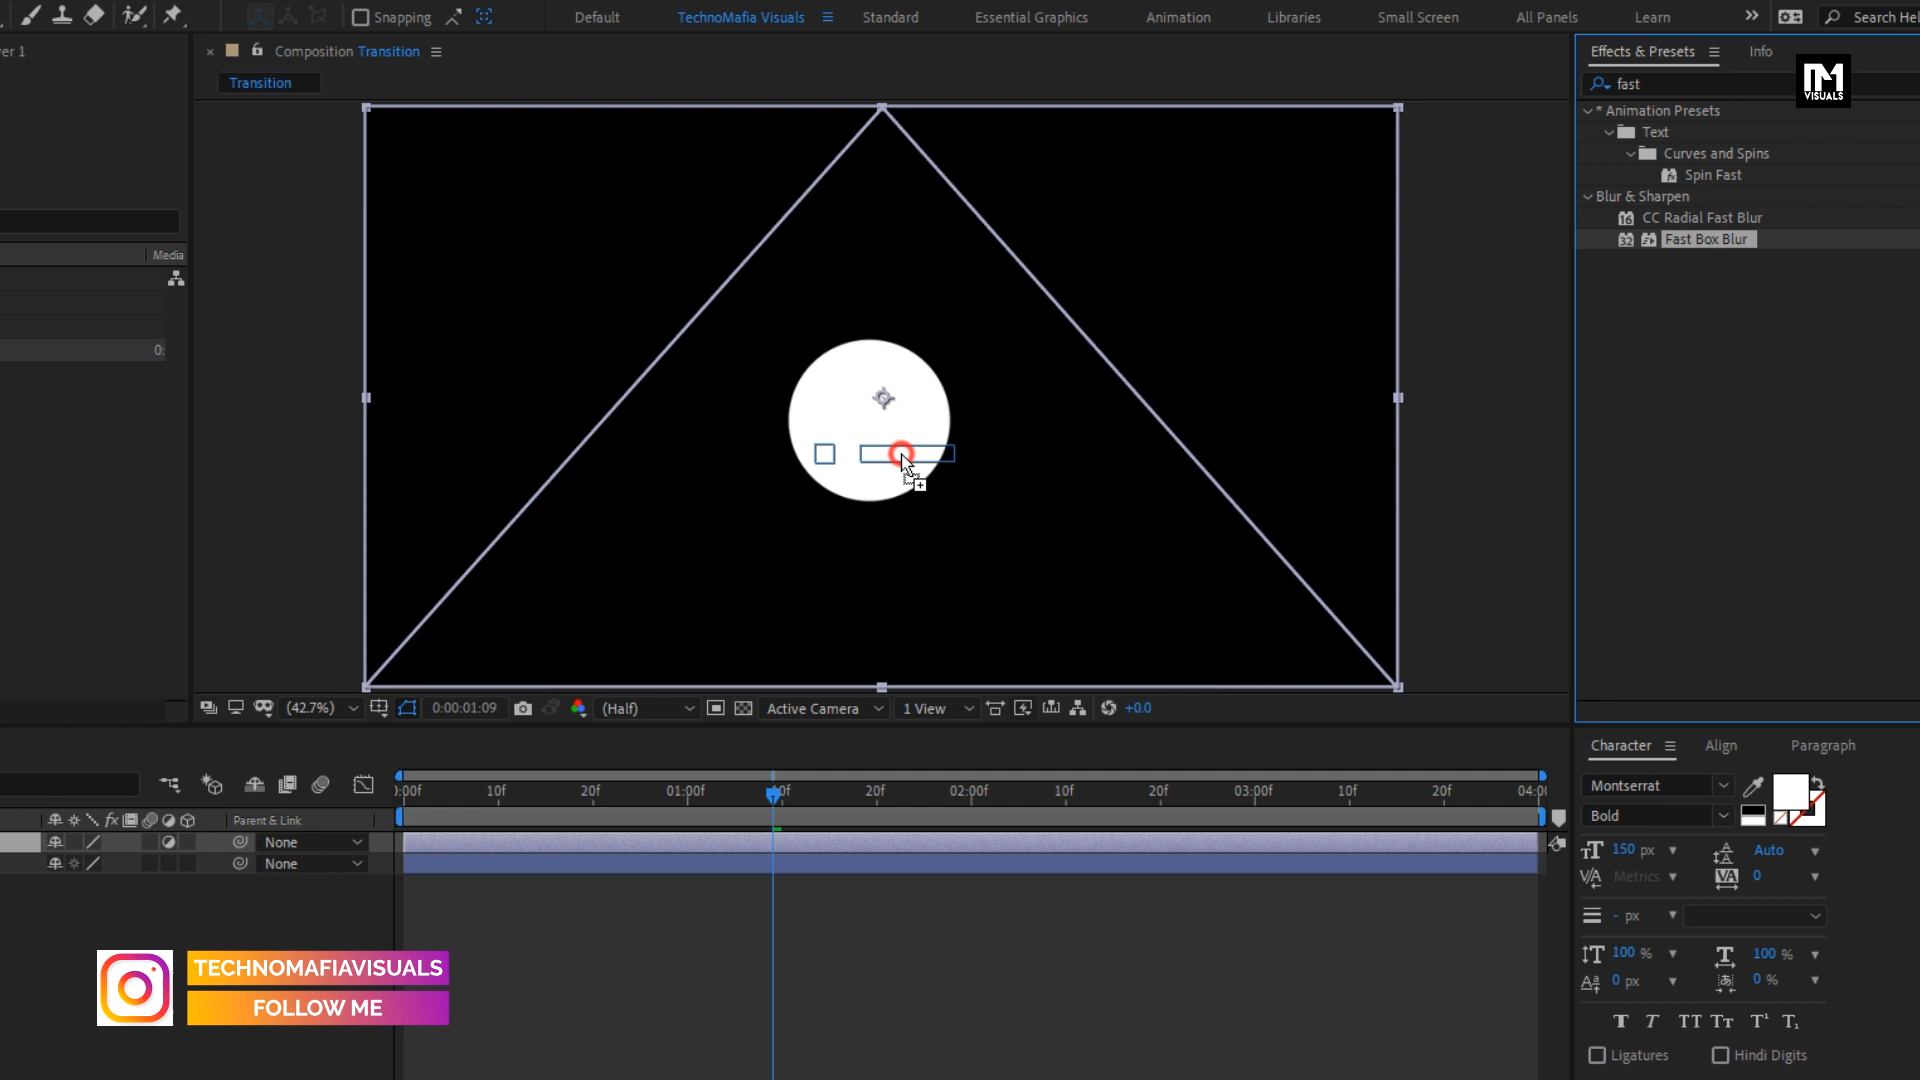 Snapping
Default
TechnoMafia Visuals
Standard
Essential Graphics
Animation
Libraries
Small Screen
All Panels
Learn
Search Hel
er 1
Composition Transition
Transition
Effects & Presets
Info
VISUALS
fast
* Animation Presets
Text
Curves and Spins
Spin Fast
Blur & Sharpen
CC Radial Fast Blur
Fast Box Blur
Media
0:
(42.7%)
0:00:01:09
(Half)
Active Camera
1 View
+0.0
):00f
10f
20f
01:00f
10f
20f
02:00f
10f
20f
03:00f
10f
20f
04:00
Parent & Link
None
None
TECHNOMAFIAVISUALS
FOLLOW ME
Character
Align
Paragraph
Montserrat
Bold
150 px
Auto
Metrics
0
- px
100 %
100 %
0 px
0 %
Ligatures
Hindi Digits